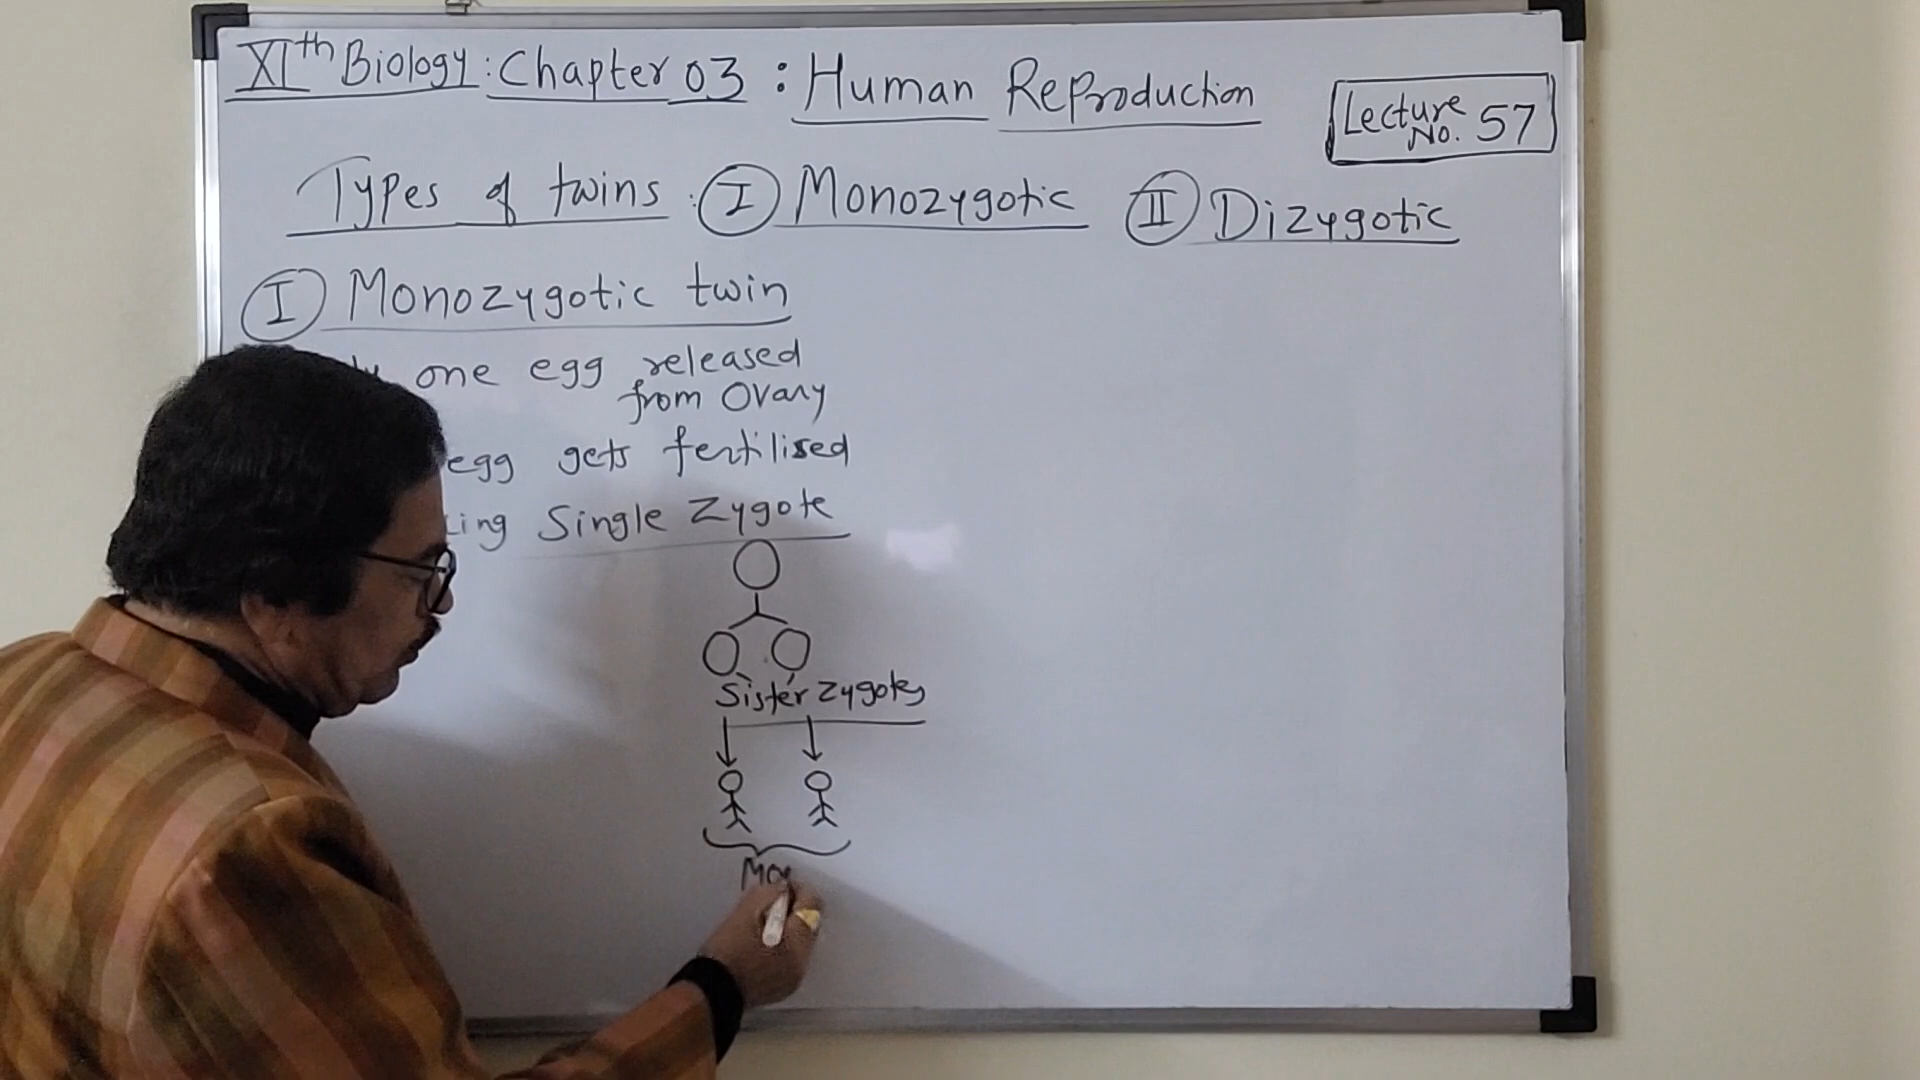 XIth Biology : Chapter 03 : Human Reproduction
Lecture No. 57
Types of twins : I Monozygotic II Dizygotic
I Monozygotic twin
one egg released
from Ovary
egg gets fertilised
Single Zygote
Sister Zygotes